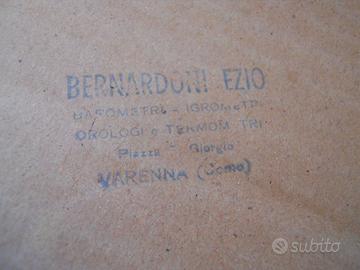 BERNARDONI EZIO
BAROMETRI - IGROMETRI
OROLOGI e TERMOMETRI
Piazza - Giorgio
VARENNA (Como)
subito